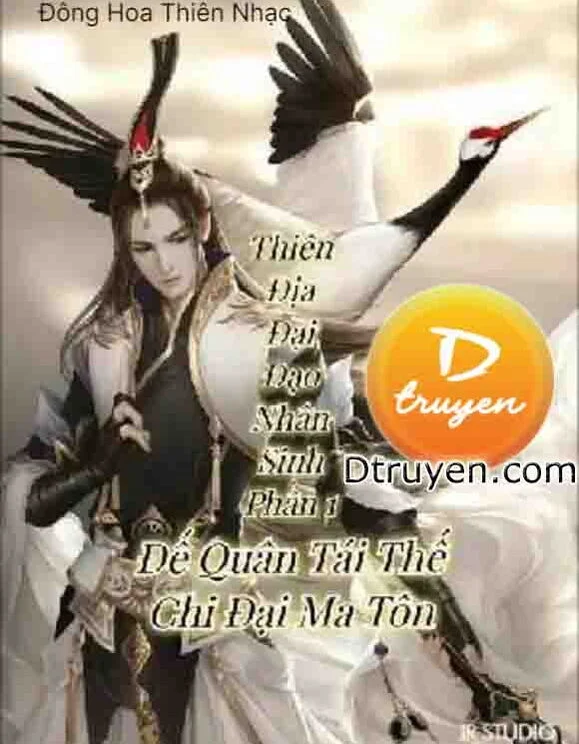 Đông Hoa Thiên Nhạc
Thiên
Địa
Đại
Đạo
Nhân
Sinh
Phần 1
Đế Quân Tái Thế
Chi Đại Ma Tôn
D
truyen
Dtruyen.com
JR STUDIO